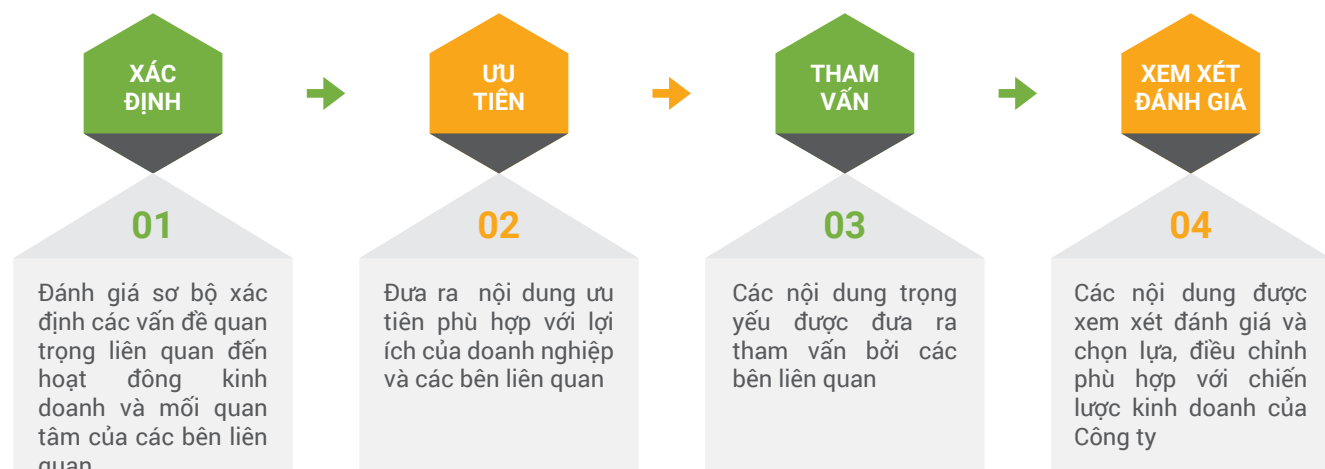 XÁC
ĐỊNH
ƯU
TIÊN
THAM
VẤN
XEM XÉT
ĐÁNH GIÁ
01
Đánh giá sơ bộ xác
định các vấn đề quan
trọng liên quan đến
hoạt đông kinh
doanh và mối quan
tâm của các bên liên
quan
02
Đưa ra nội dung ưu
tiên phù hợp với lợi
ích của doanh nghiệp
và các bên liên quan
03
Các nội dung trọng
yếu được đưa ra
tham vấn bởi các
bên liên quan
04
Các nội dung được
xem xét đánh giá và
chọn lựa, điều chỉnh
phù hợp với chiến
lược kinh doanh của
Công ty